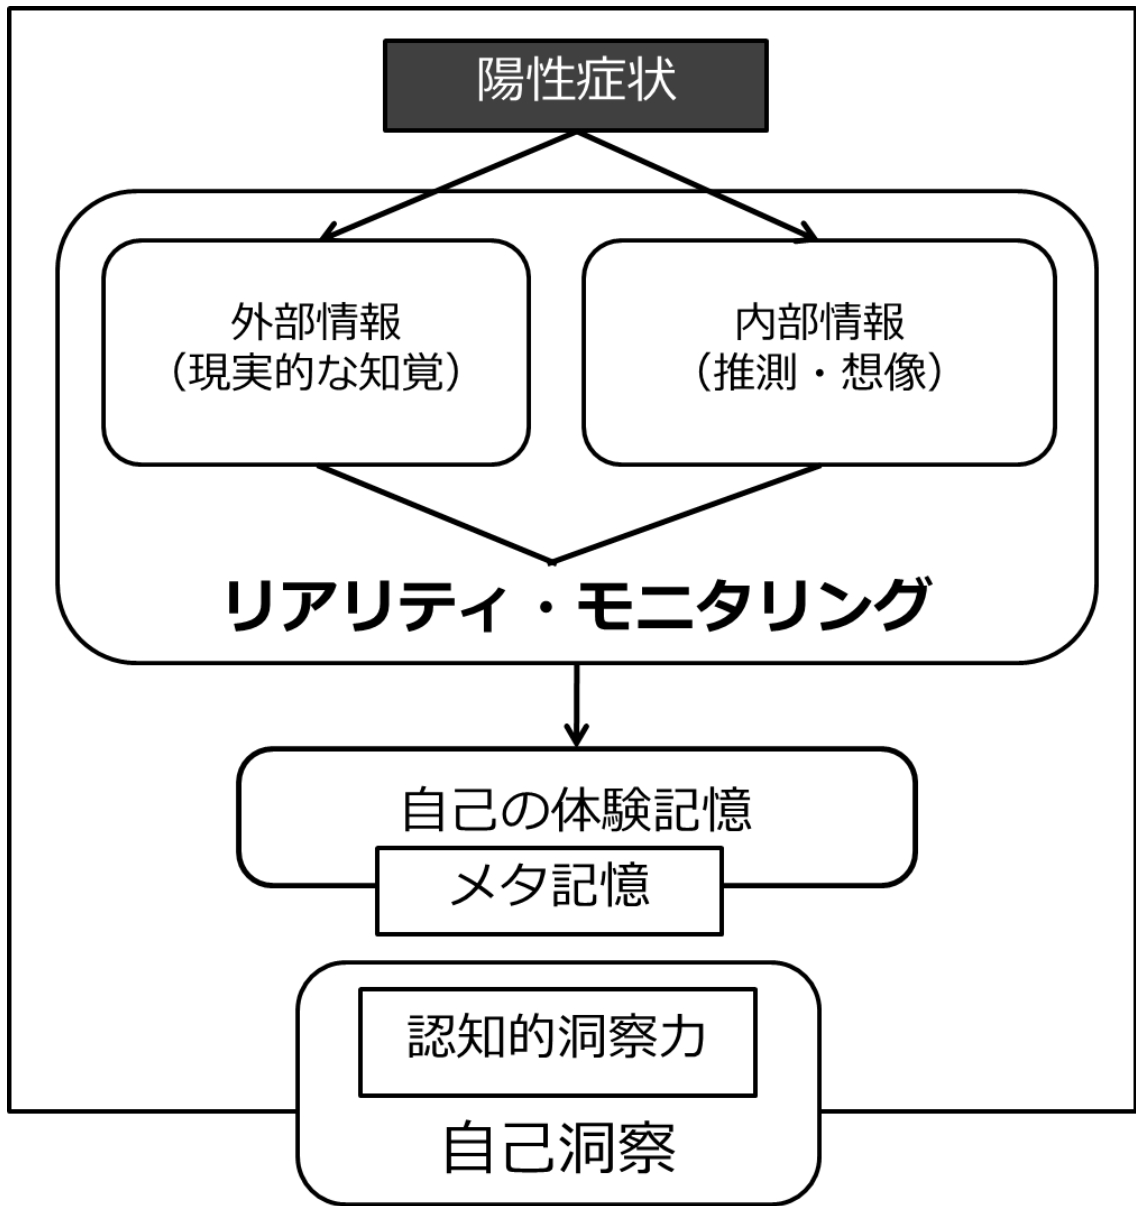 陽性症状
外部情報
（現実的な知覚）
内部情報
（推測・想像）
リアリティ・モニタリング
自己の体験記憶
メタ記憶
認知的洞察力
自己洞察